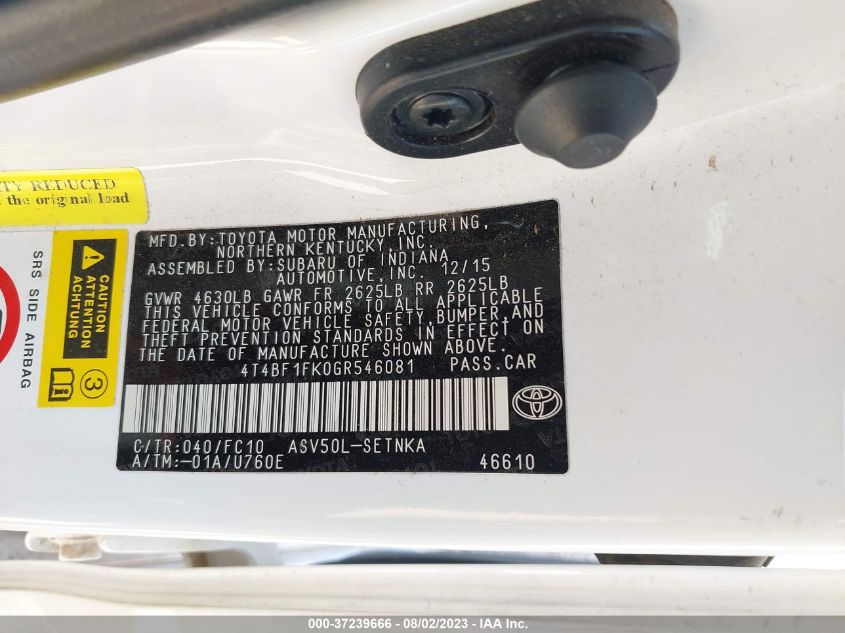 TY REDUCED
the original load
SRS SIDE AIRBAG
CAUTION
ATTENTION
ACHTUNG
3
MFD.BY:TOYOTA MOTOR MANUFACTURING,
NORTHERN KENTUCKY,INC.
ASSEMBLED BY:SUBARU OF INDIANA
AUTOMOTIVE,INC. 12/15
GVWR 4630LB GAWR FR 2625LB RR 2625LB
THIS VEHICLE CONFORMS TO ALL APPLICABLE
FEDERAL MOTOR VEHICLE SAFETY,BUMPER,AND
THEFT PREVENTION STANDARDS IN EFFECT ON
THE DATE OF MANUFACTURE SHOWN ABOVE.
4T4BF1FK0GR546081 PASS.CAR
C/TR:040/FC10 ASV50L-SETNKA
A/TM:-01A/U760E 46610
000-37239666 - 08/02/2023 - IAA Inc.